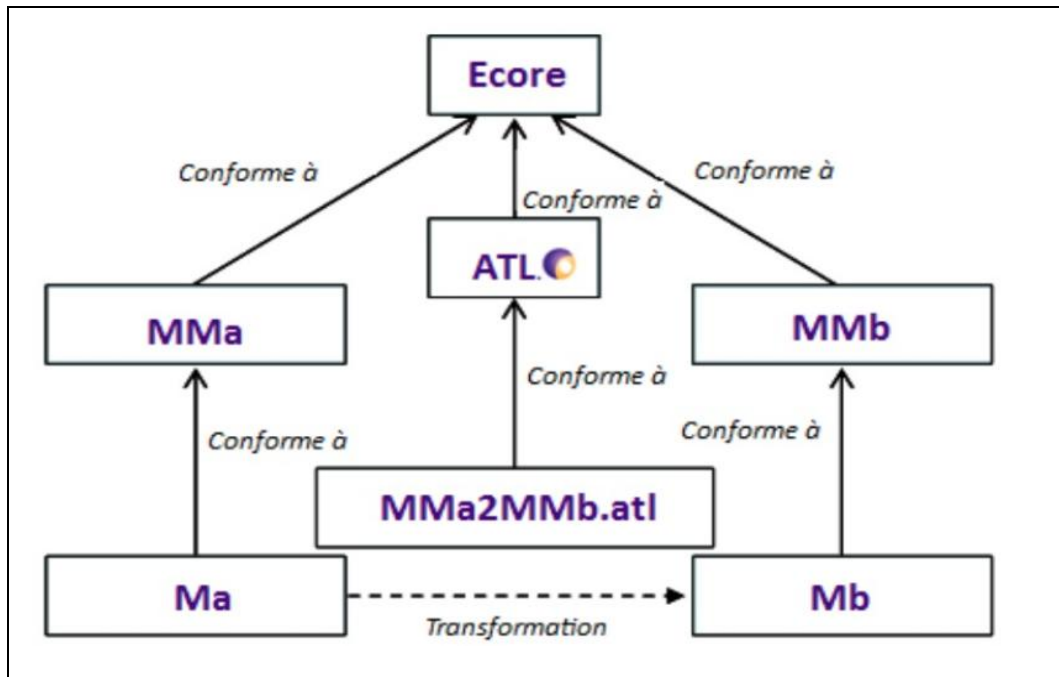 Ecore
Conforme à
Conforme à
Conforme à
ATL
MMa
MMb
Conforme à
Conforme à
Conforme à
MMa2MMb.atl
Ma
Mb
Transformation